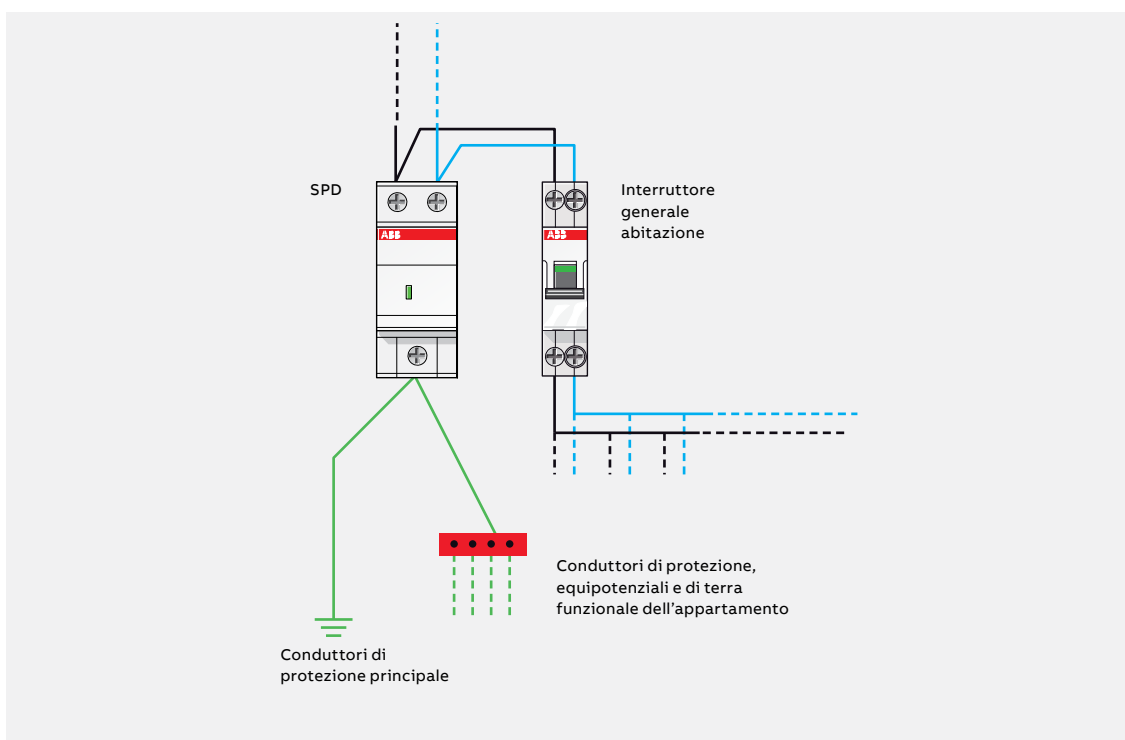 SPD
Interruttore
generale
abitazione
ABB
ABB
Conduttori di protezione,
equipotenziali e di terra
funzionale dell'appartamento
Conduttori di
protezione principale